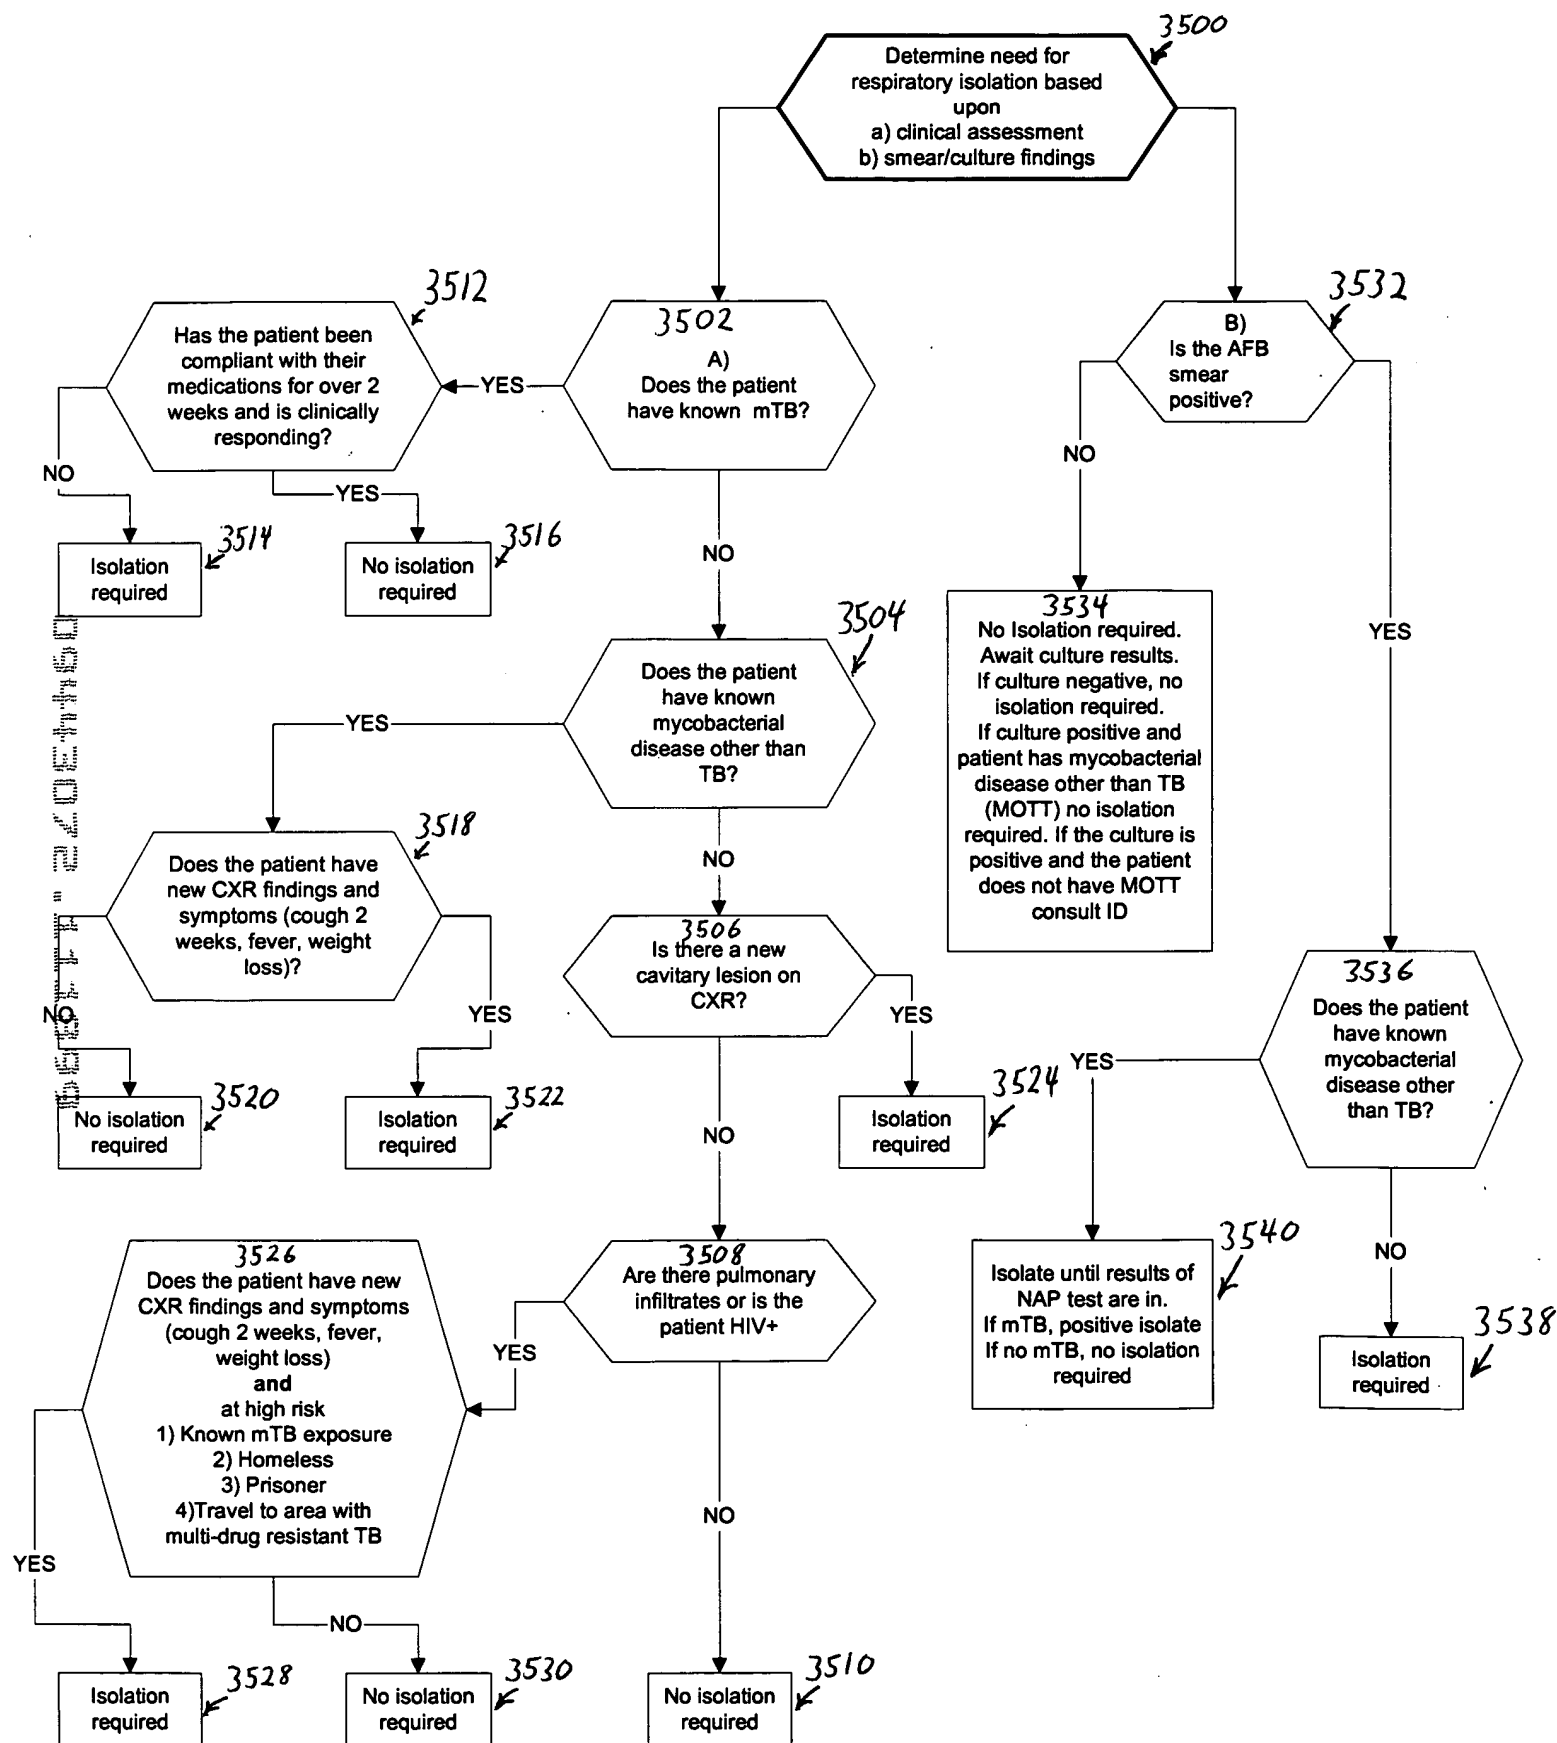 3500
Determine need for
respiratory isolation based
upon
a) clinical assessment
b) smear/culture findings
3512
Has the patient been
compliant with their
medications for over 2
weeks and is clinically
responding?
YES
3502
A)
Does the patient
have known mTB?
3532
B)
Is the AFB
smear
positive?
NO
YES
NO
YES
3514
Isolation
required
3516
No isolation
required
NO
3534
No Isolation required.
Await culture results.
If culture negative, no
isolation required.
If culture positive and
patient has mycobacterial
disease other than TB
(MOTT) no isolation
required. If the culture is
positive and the patient
does not have MOTT
consult ID
3504
Does the patient
have known
mycobacterial
disease other than
TB?
YES
NO
3518
Does the patient have
new CXR findings and
symptoms (cough 2
weeks, fever, weight
loss)?
NO
YES
3520
No isolation
required
3522
Isolation
required
3506
Is there a new
cavitary lesion on
CXR?
YES
3524
Isolation
required
NO
3536
Does the patient
have known
mycobacterial
disease other
than TB?
YES
NO
3540
Isolate until results of
NAP test are in.
If mTB, positive isolate
If no mTB, no isolation
required
3538
Isolation
required
3508
Are there pulmonary
infiltrates or is the
patient HIV+
YES
NO
3526
Does the patient have new
CXR findings and symptoms
(cough 2 weeks, fever,
weight loss)
and
at high risk
1) Known mTB exposure
2) Homeless
3) Prisoner
4)Travel to area with
multi-drug resistant TB
YES
NO
3528
Isolation
required
3530
No isolation
required
3510
No isolation
required